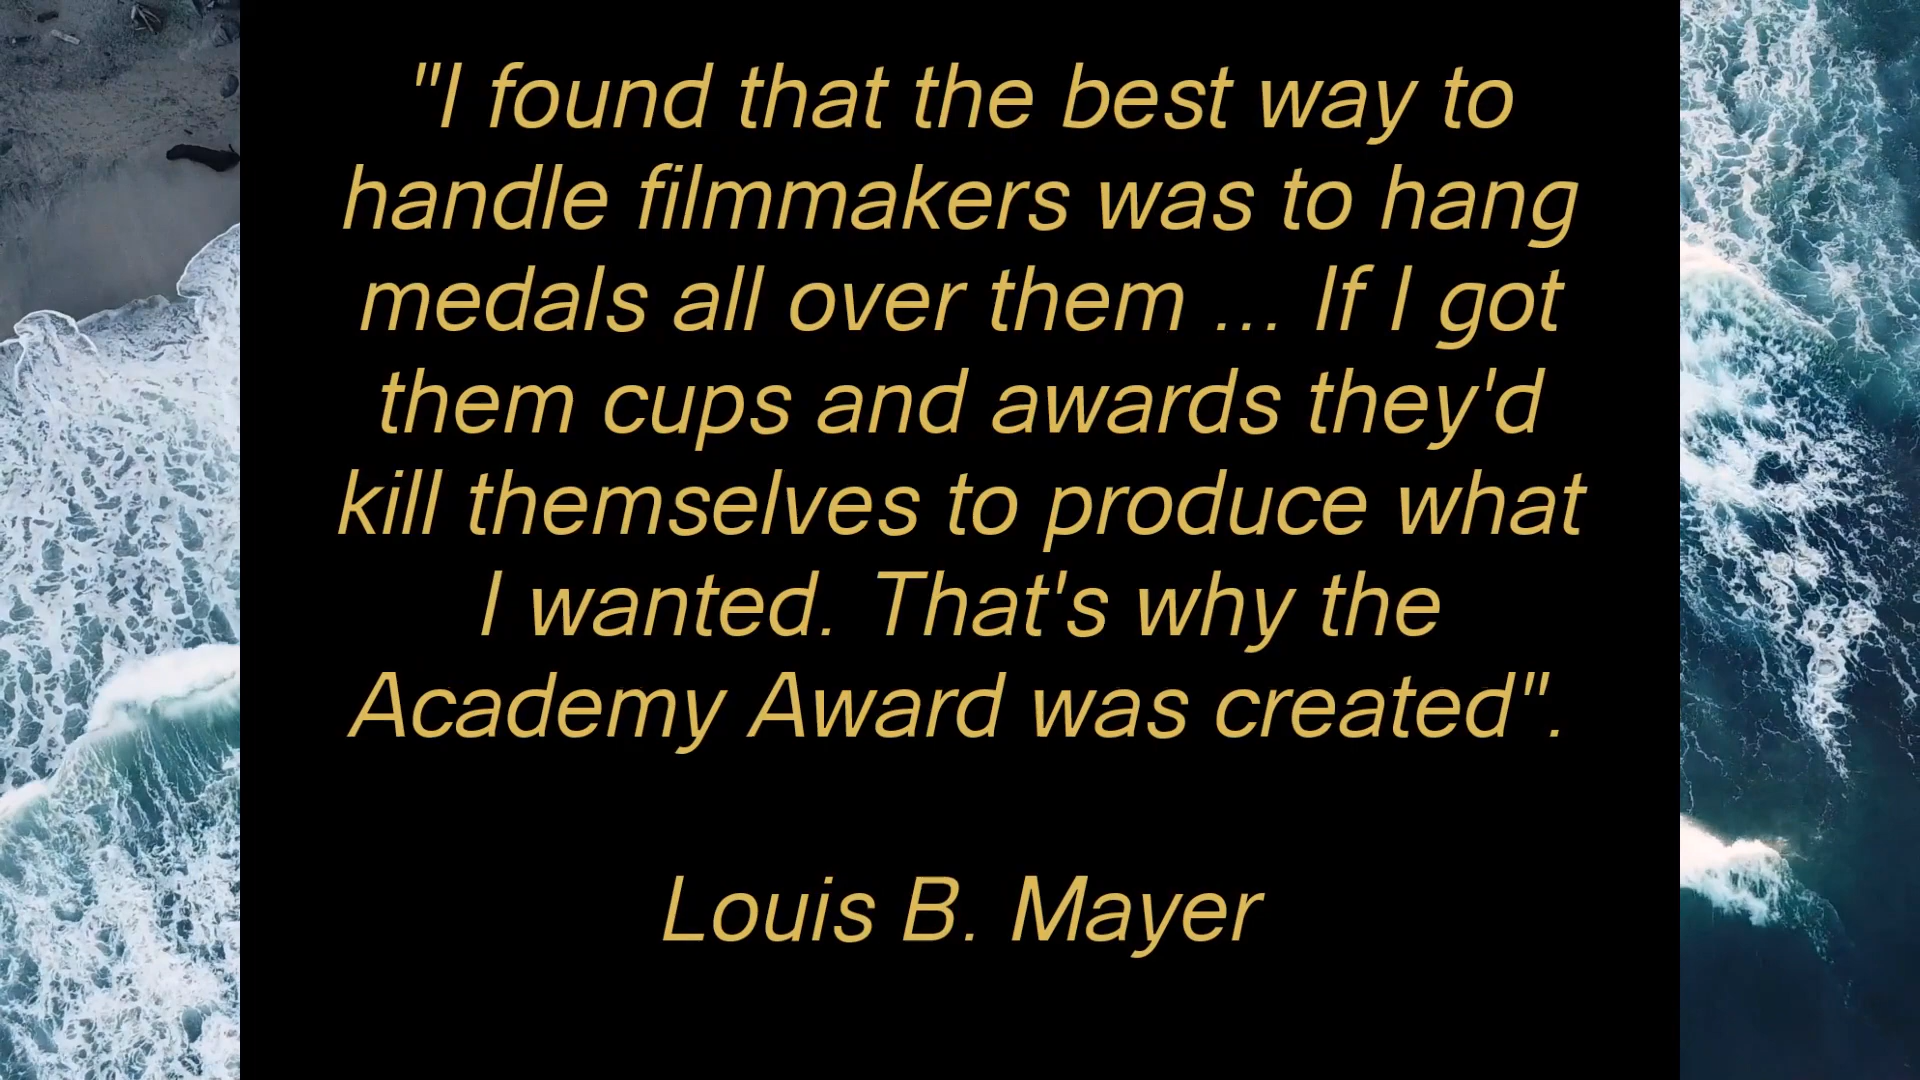 "I found that the best way to
handle filmmakers was to hang
medals all over them ... If I got
them cups and awards they'd
kill themselves to produce what
I wanted. That's why the
Academy Award was created".
Louis B. Mayer